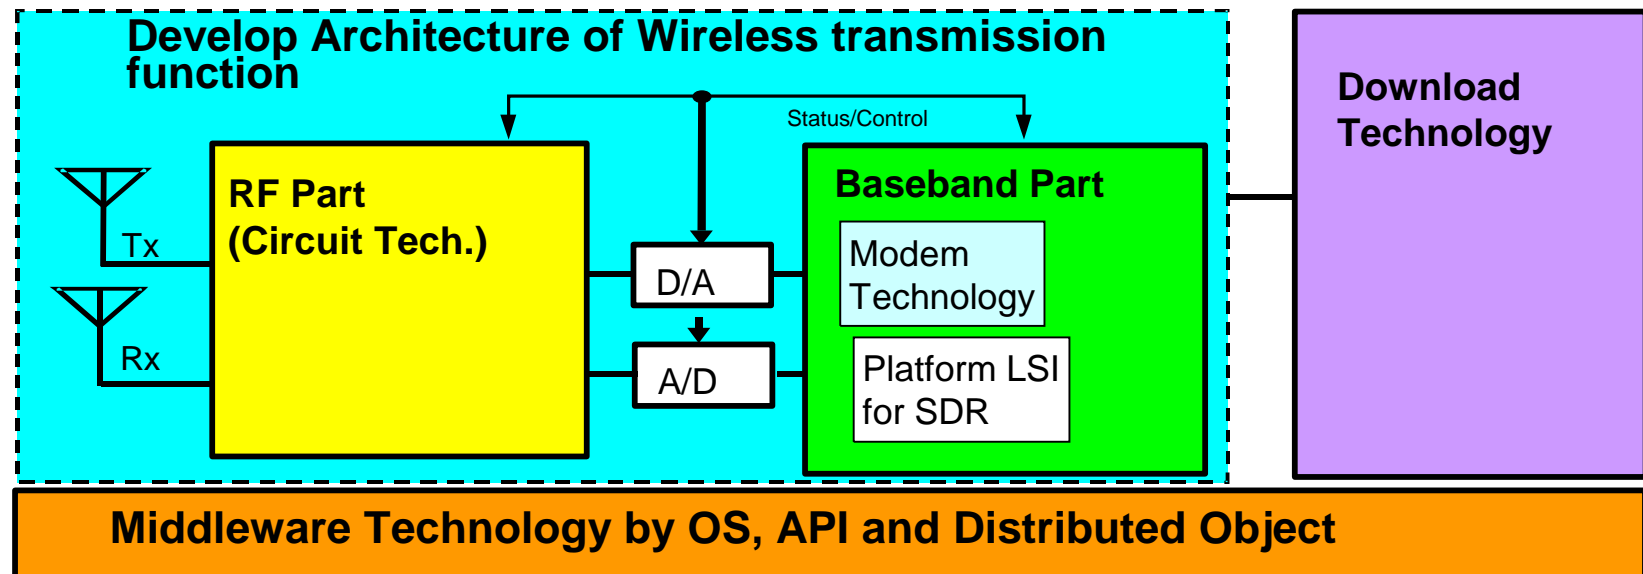 Develop Architecture of Wireless transmission
function
Status/Control
Download
Technology
RF Part
(Circuit Tech.)
Baseband Part
Tx
D/A
Modem
Technology
Rx
A/D
Platform LSI
for SDR
Middleware Technology by OS, API and Distributed Object